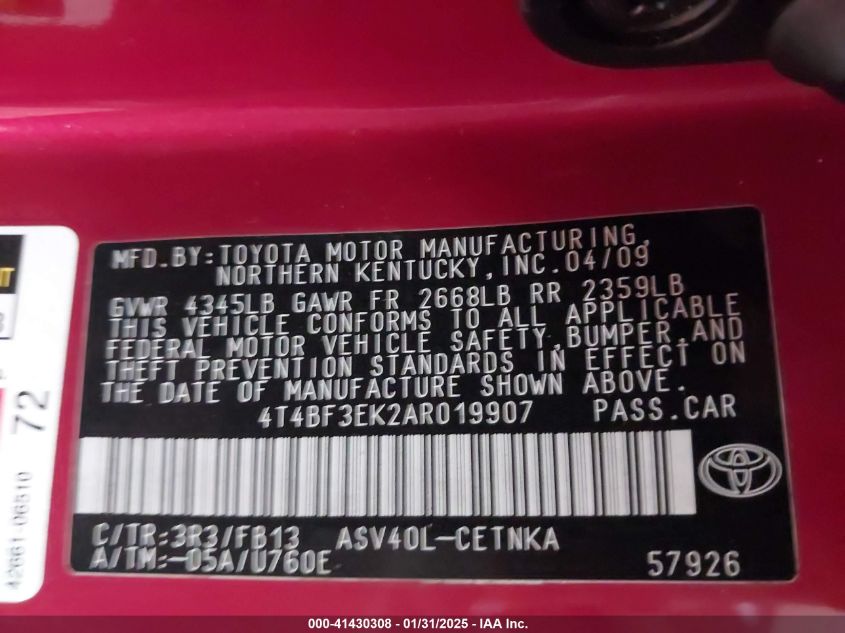 MFD.BY:TOYOTA MOTOR MANUFACTURING,
NORTHERN KENTUCKY,INC.04/09
GVWR 4345LB GAWR FR 2668LB RR 2359LB
THIS VEHICLE CONFORMS TO ALL APPLICABLE
FEDERAL MOTOR VEHICLE SAFETY,BUMPER,AND
THEFT PREVENTION STANDARDS IN EFFECT ON
THE DATE OF MANUFACTURE SHOWN ABOVE.
4T4BF3EK2AR019907 PASS.CAR
C/TR:3R3/FB13 ASV40L-CETNKA
A/TM:-05A/U760E 57926
72
42661-06510
000-41430308 - 01/31/2025 - IAA Inc.